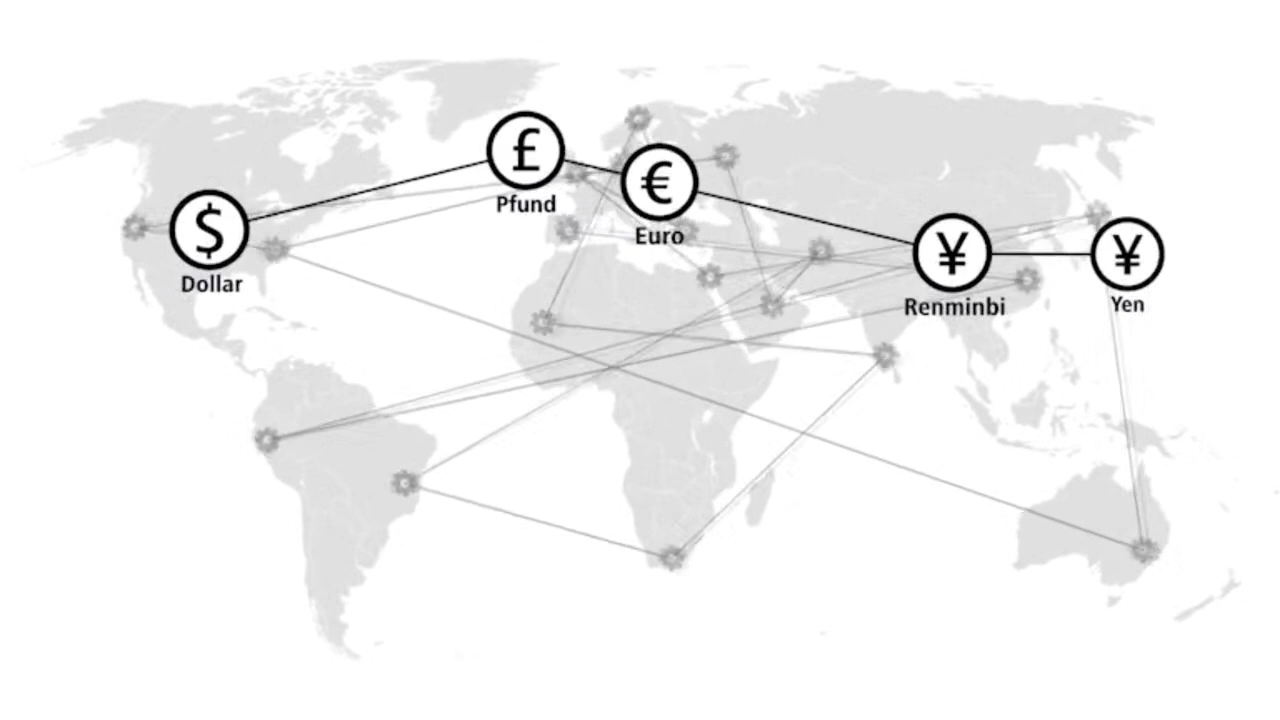 $
Dollar
£
Pfund
€
Euro
¥
Renminbi
¥
Yen